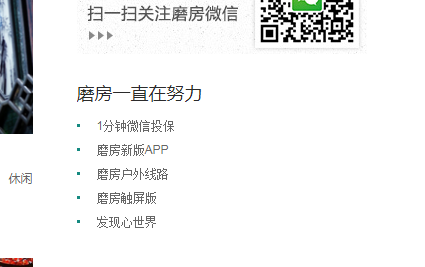 扫一扫关注磨房微信
磨房一直在努力
1分钟微信投保
磨房新版APP
休闲
磨房户外线路
磨房触屏版
发现心世界